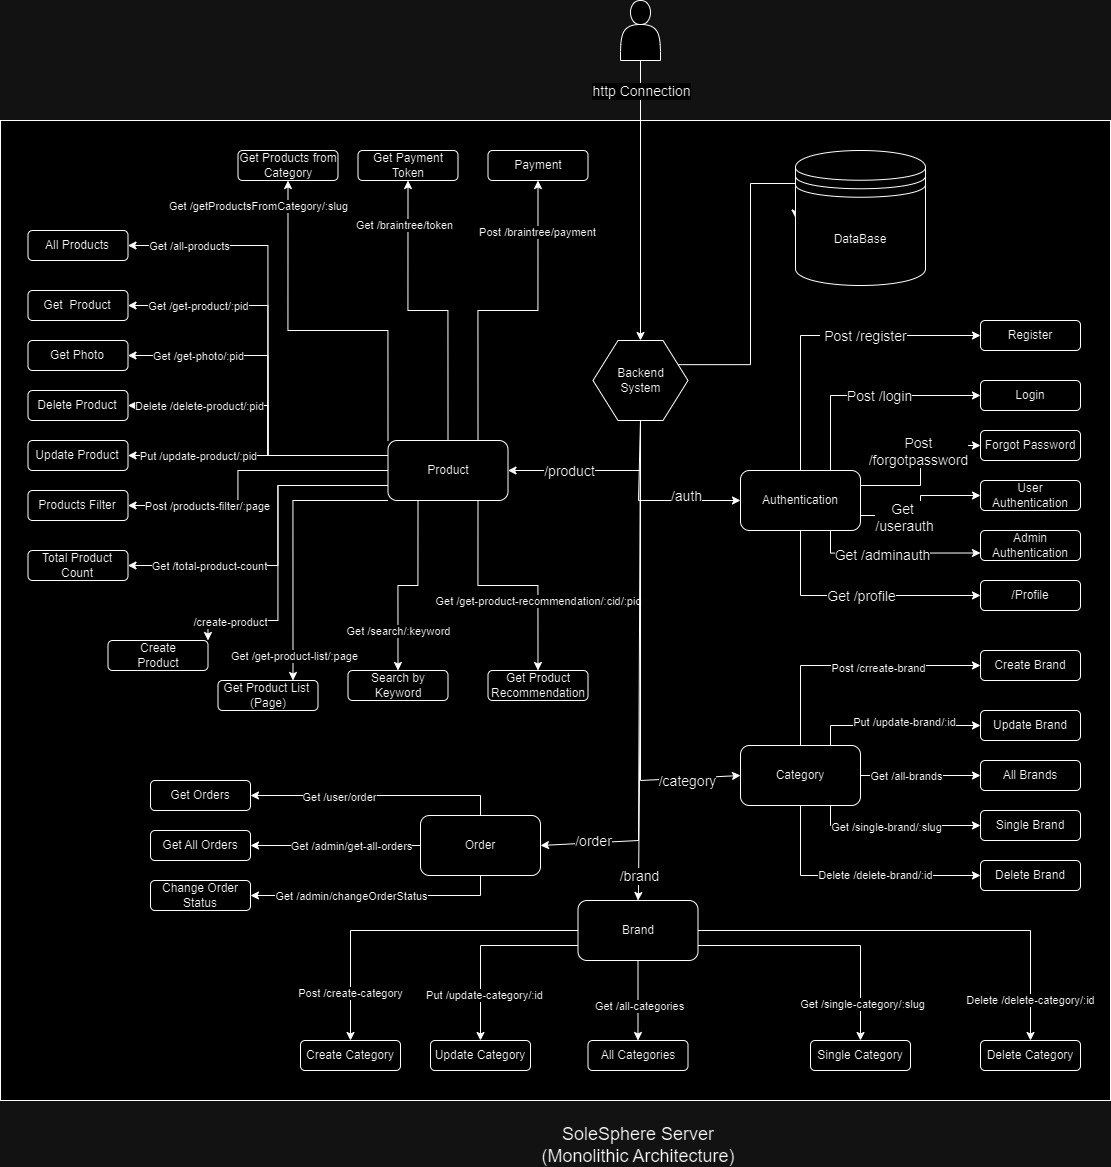 http Connection
Get Products from
Category
Get Payment
Token
Payment
Get /getProductsFromCategory/:slug
Get /braintree/token
Post /braintree/payment
DataBase
All Products
Get /all-products
Get  Product
Get /get-product/:pid
Get Photo
Get /get-photo/:pid
Delete Product
Delete /delete-product/:pid
Update Product
Put /update-product/:pid
Products Filter
Post /products-filter/:page
Total Product
Count
Get /total-product-count
/create-product
Create
Product
Get /get-product-list/:page
Get Product List
(Page)
Get /search/:keyword
Search by
Keyword
Get /get-product-recommendation/:cid/:pid
Get Product
Recommendation
Product
/product
Backend
System
/auth
Authentication
Post /register
Register
Post /login
Login
Post
/forgotpassword
Forgot Password
Get
/userauth
User
Authentication
Get /adminauth
Admin
Authentication
Get /profile
/Profile
/category
Category
Post /crreate-brand
Create Brand
Put /update-brand/:id
Update Brand
Get /all-brands
All Brands
Get /single-brand/:slug
Single Brand
Delete /delete-brand/:id
Delete Brand
Get Orders
Get /user/order
Get All Orders
Get /admin/get-all-orders
Change Order
Status
Get /admin/changeOrderStatus
Order
/order
/brand
Brand
Post /create-category
Put /update-category/:id
Get /all-categories
Get /single-category/:slug
Delete /delete-category/:id
Create Category
Update Category
All Categories
Single Category
Delete Category
SoleSphere Server
(Monolithic Architecture)